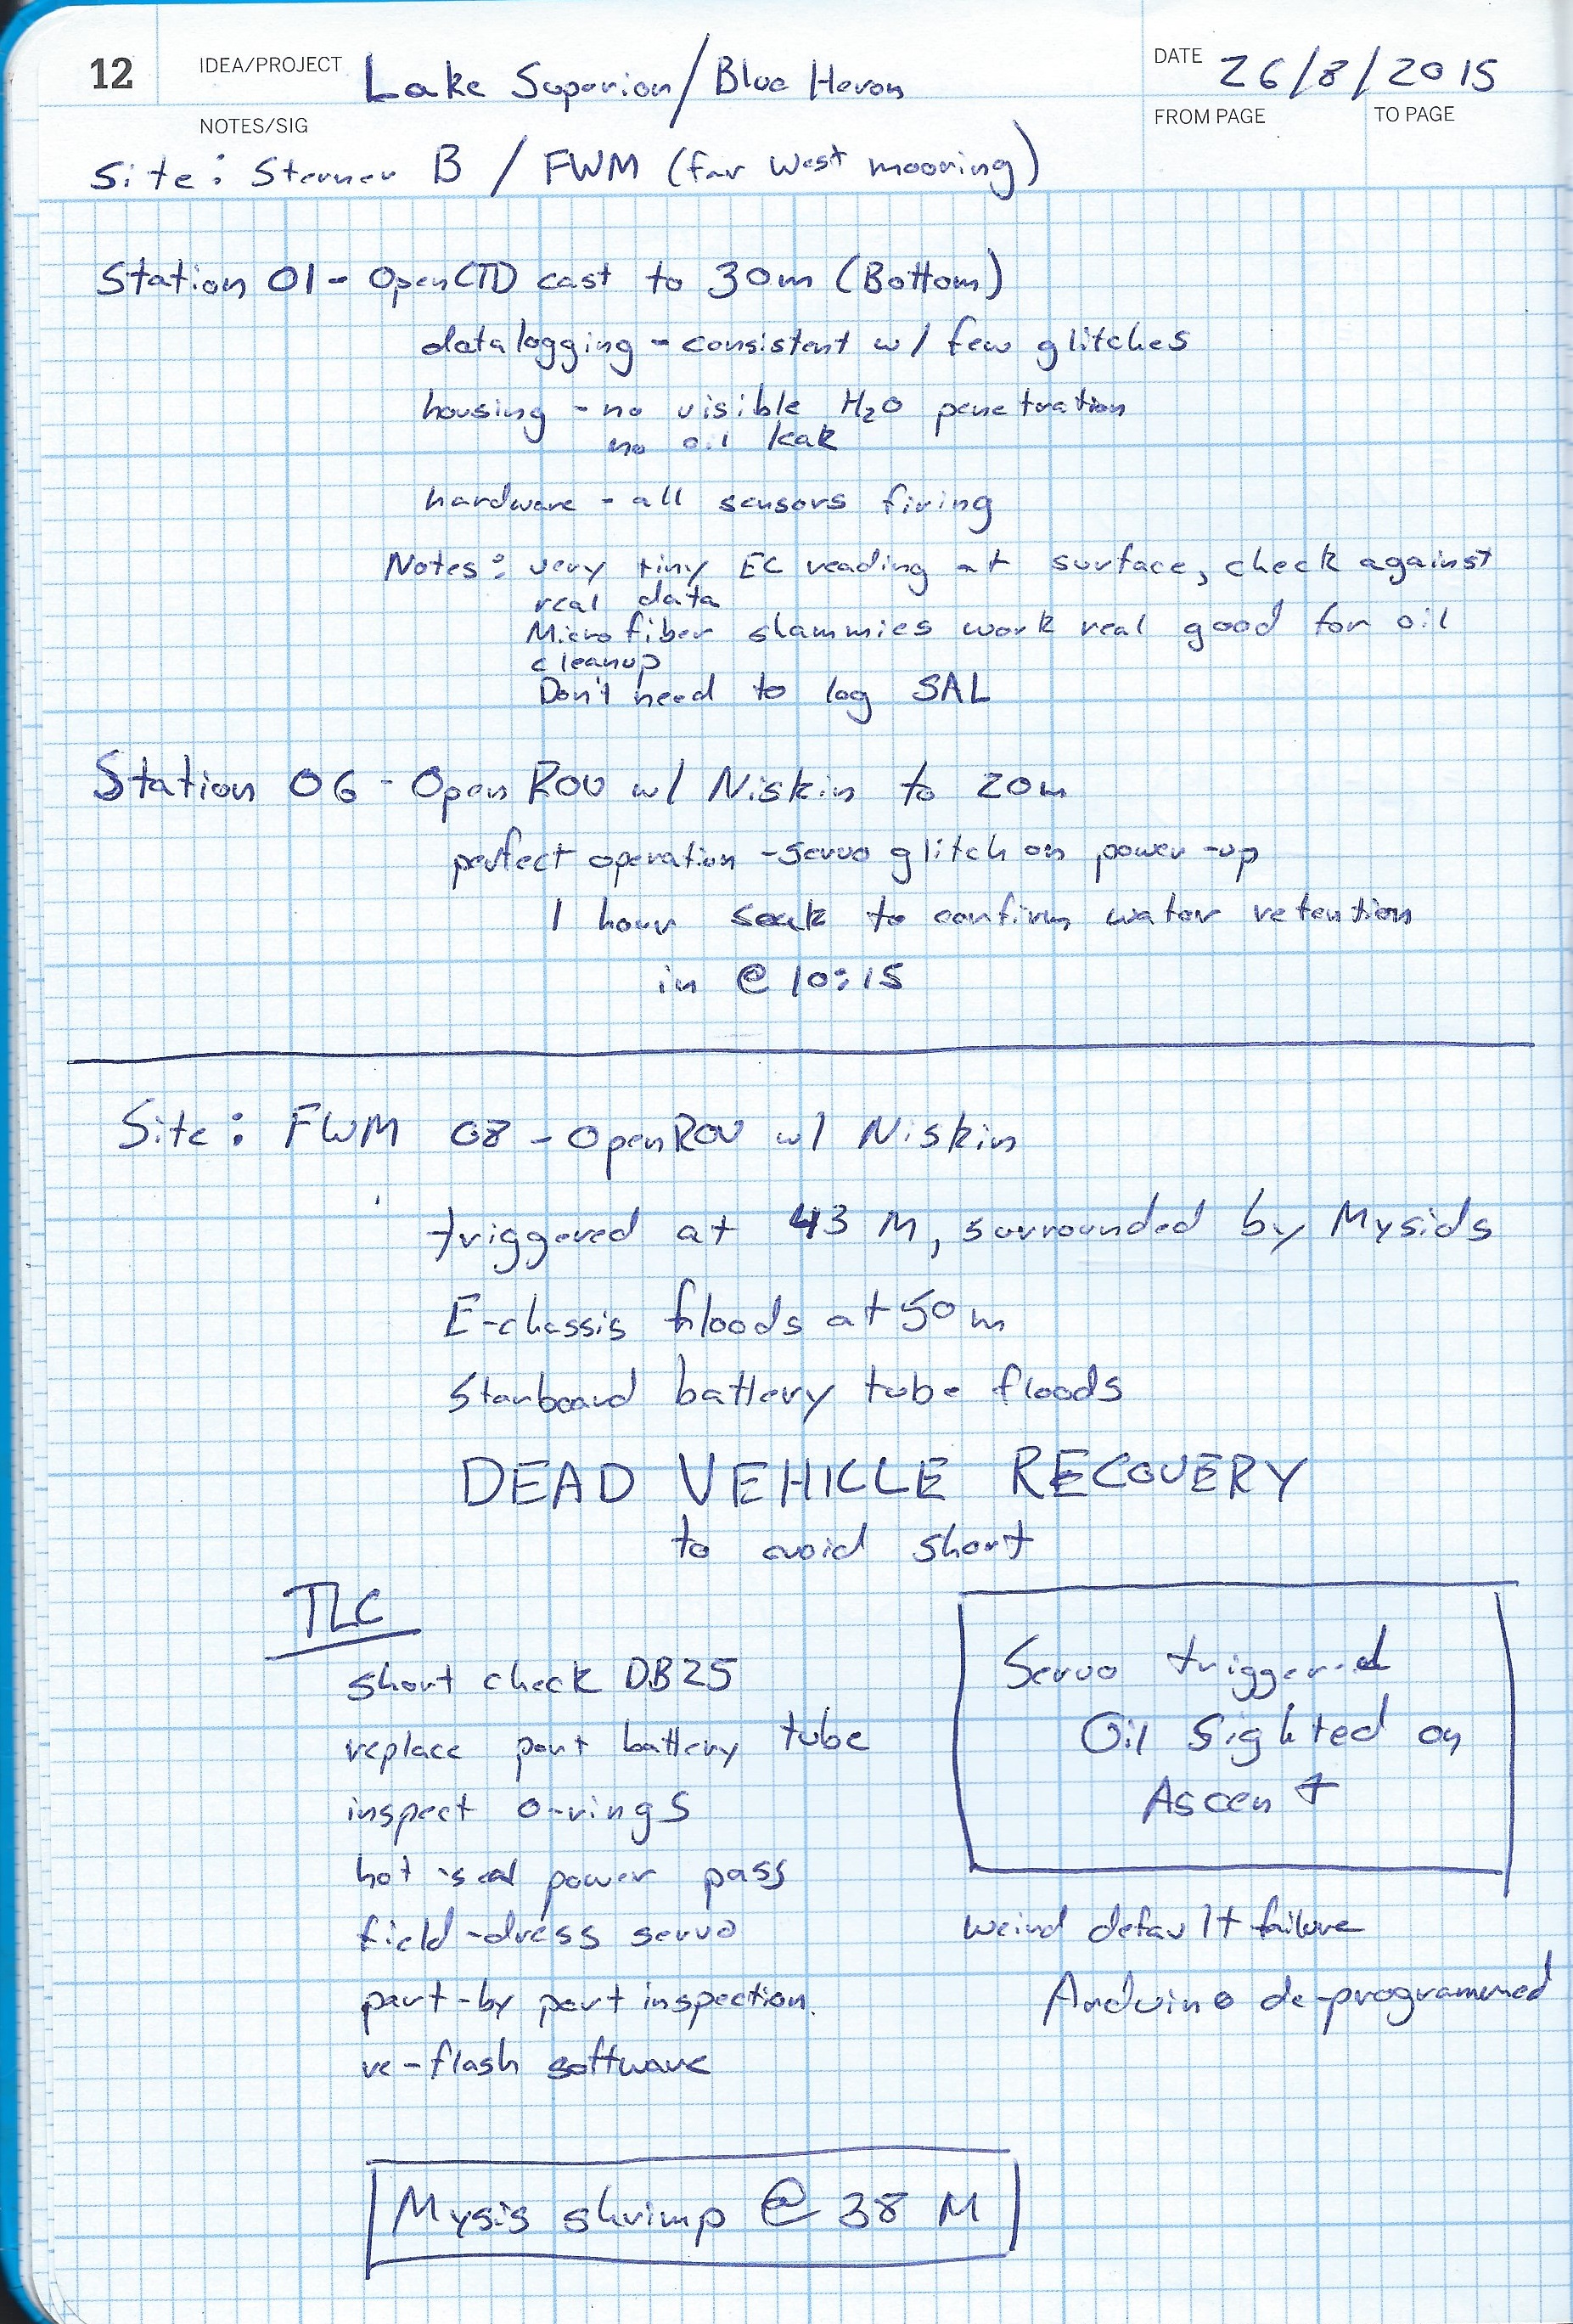 12 IDEA/PROJECT Lake Superior/Blue Heron DATE 26/8/2015
NOTES/SIG FROM PAGE TO PAGE
Site: Sterner B / FWM (far west mooring)
Station 01 - OpenCTD cast to 30m (Bottom)
datalogging - consistent w/ few glitches
housing - no visible H2O penetration
no oil leak
hardware - all sensors firing
Notes: very tiny EC reading at surface, check against
real data
Microfiber shammies work real good for oil
cleanup
Don't need to log SAL
Station 06 - OpenROV w/ Niskin to 20m
perfect operation - servo glitch on power-up
1 hour soak to confirm water retention
in @ 10:15
Site: FWM 08 - OpenROV w/ Niskin
triggered at 43 M, surrounded by Mysids
E-chassis floods at 50m
Starboard battery tube floods
DEAD VEHICLE RECOVERY
to avoid short
TLC
short check DB25
replace port battery tube
inspect o-rings
hot seal power pass
field-dress servo
part-by part inspection.
re-flash software
Servo triggered
Oil Sighted on
Ascent
weird default failure
Arduino de-programmed
Mysis shrimp @ 38 M